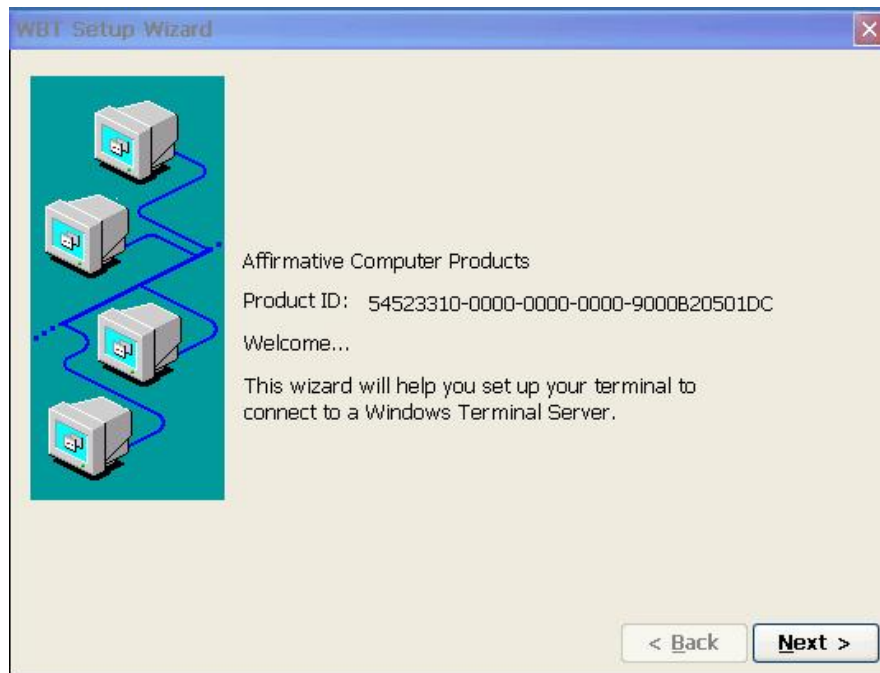 WBT Setup Wizard
Affirmative Computer Products
Product ID: 54523310-0000-0000-0000-9000B20501DC
Welcome...
This wizard will help you set up your terminal to
connect to a Windows Terminal Server.
< Back Next >